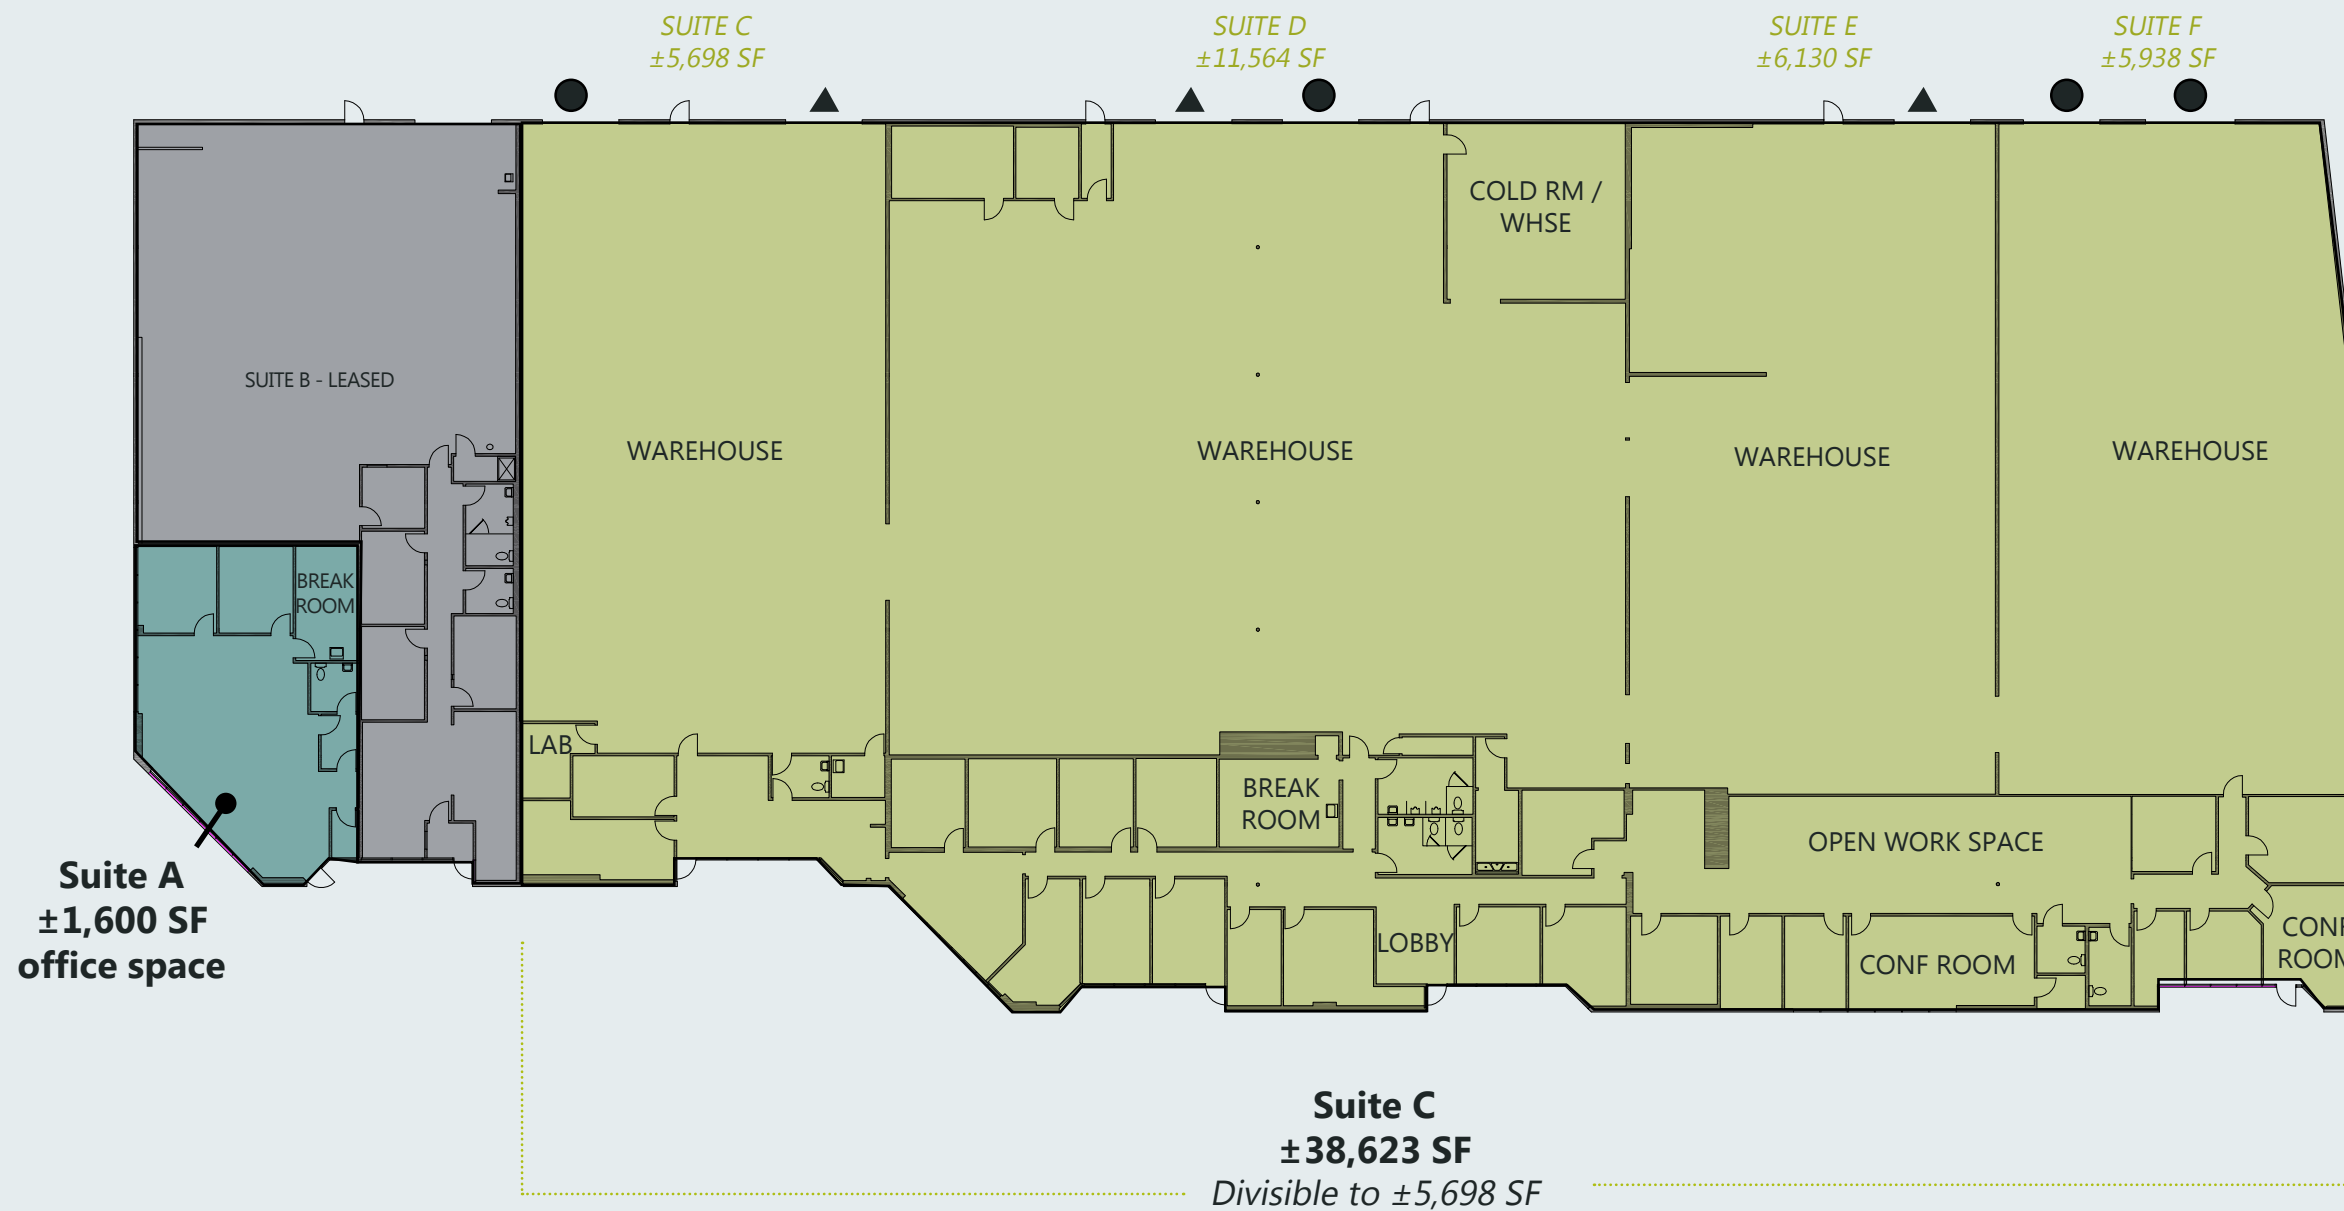 SUITE C
±5,698 SF
SUITE D
±11,564 SF
SUITE E
±6,130 SF
SUITE F
±5,938 SF
COLD RM /
WHSE
SUITE B - LEASED
WAREHOUSE
WAREHOUSE
WAREHOUSE
WAREHOUSE
BREAK
ROOM
LAB
BREAK
ROOM
OPEN WORK SPACE
LOBBY
CONF ROOM
CONF
ROOM
Suite A
±1,600 SF
office space
Suite C
±38,623 SF
Divisible to ±5,698 SF